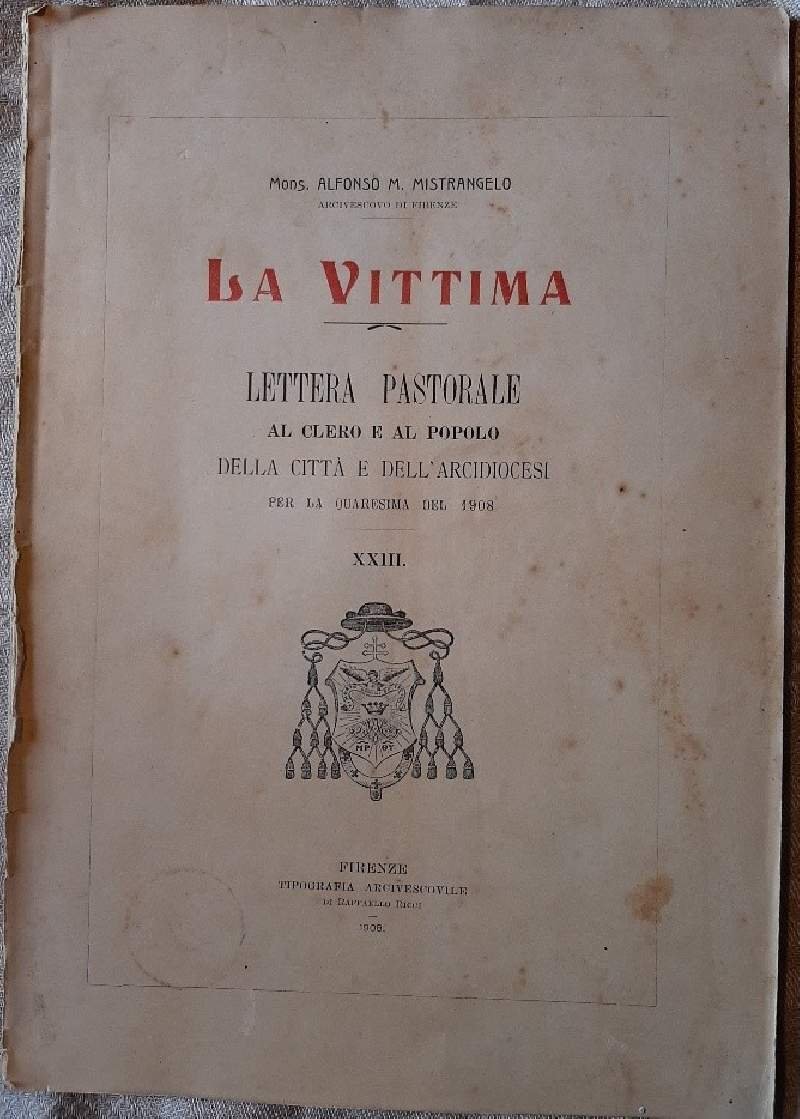 Mons. ALFONSO M. MISTRANGELO
ARCIVESCOVO DI FIRENZE
LA VITTIMA
LETTERA PASTORALE
AL CLERO E AL POPOLO
DELLA CITTÀ E DELL'ARCIDIOCESI
PER LA QUARESIMA DEL 1908
XXIII.
FIRENZE
TIPOGRAFIA ARCIVESCOVILE
DI RAFFAELLO RICCI
1908.